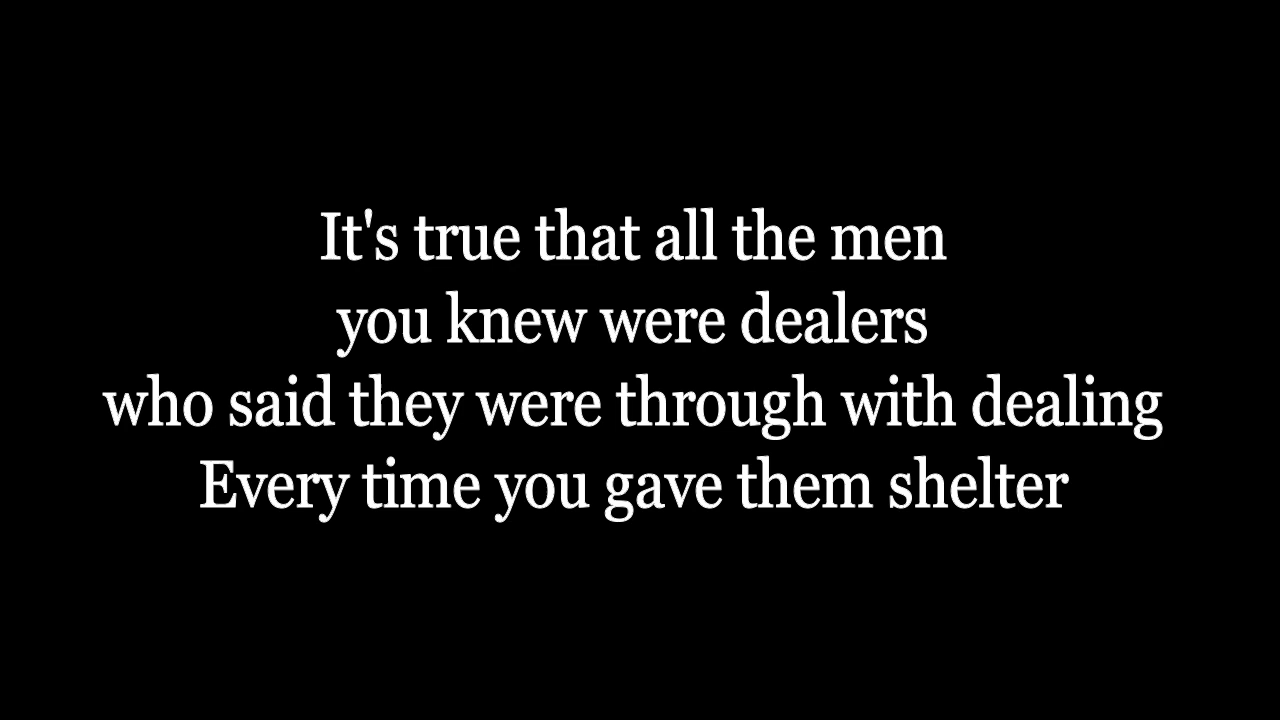 It's true that all the men
you knew were dealers
who said they were through with dealing
Every time you gave them shelter